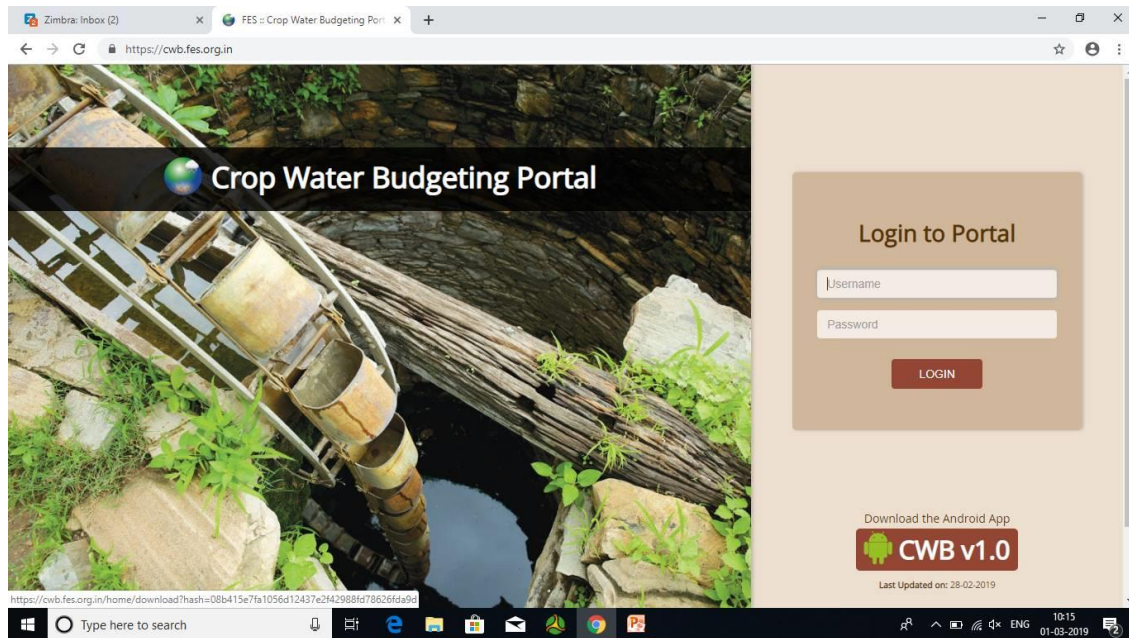 Zimbra: Inbox (2)
FES :: Crop Water Budgeting Port
https://cwb.fes.org.in
Crop Water Budgeting Portal
Login to Portal
Username
Password
LOGIN
Download the Android App
CWB v1.0
Last Updated on: 28-02-2019
https://cwb.fes.org.in/home/download?hash=08b415e7fa1056d12437e2f42988fd78626fda9d
Type here to search
ENG
10:15
01-03-2019
2